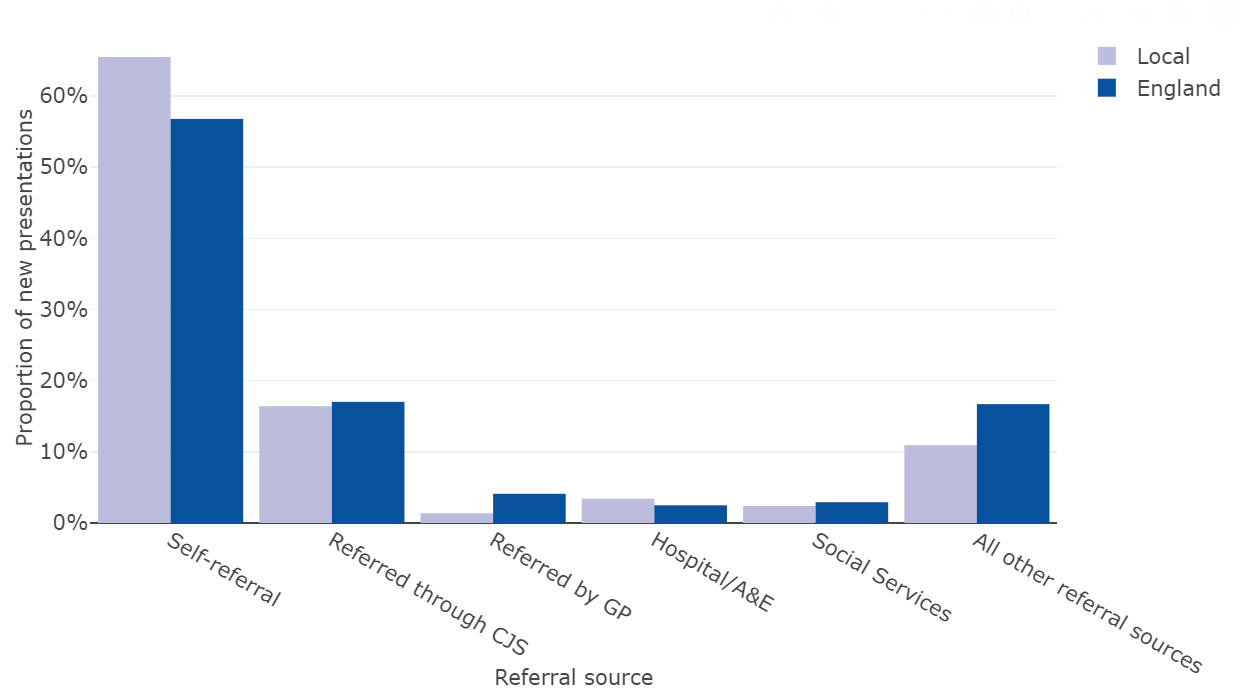 Local
England
Proportion of new presentations
60%
50%
40%
30%
20%
10%
0%
Self-referral
Referred through CJS
Referred by GP
Hospital/A&E
Social Services
All other referral sources
Referral source